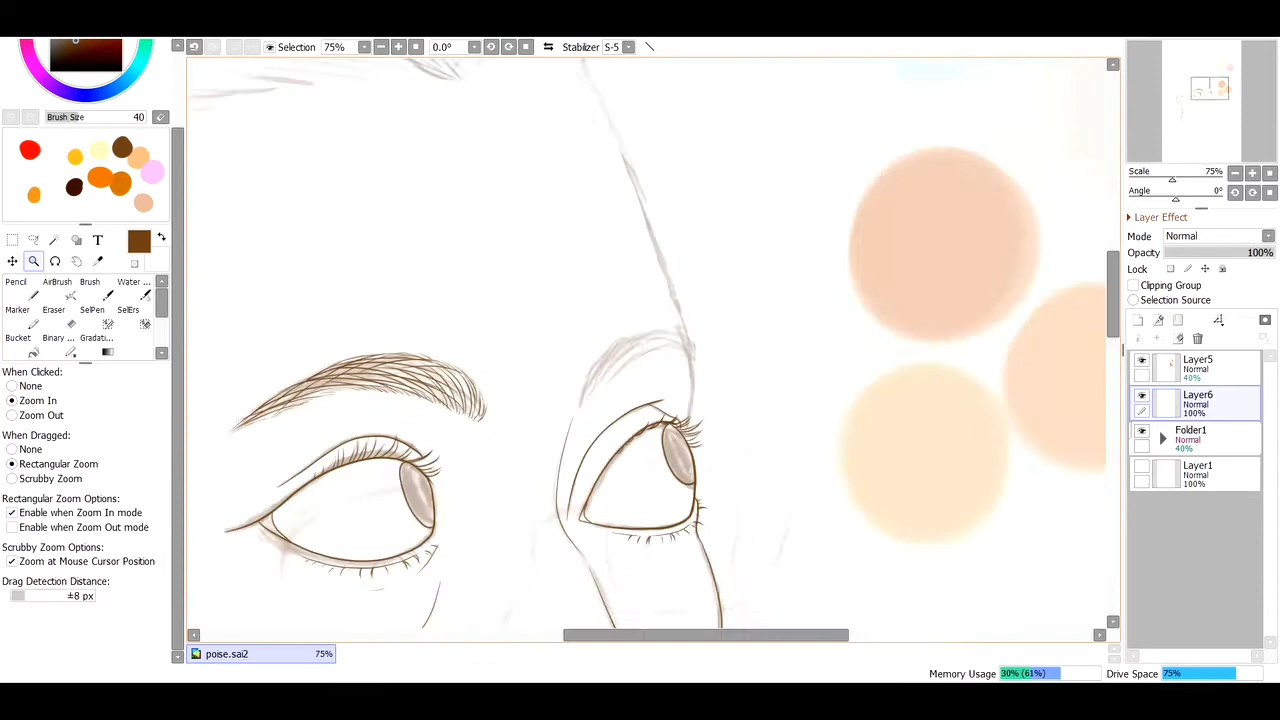 Selection 75% 0.0° Stabilizer S-5
Brush Size 40
T
Pencil AirBrush Brush Water ...
Marker Eraser SelPen SelErs
Bucket Binary ... Gradati...
When Clicked:
None
Zoom In
Zoom Out
When Dragged:
None
Rectangular Zoom
Scrubby Zoom
Rectangular Zoom Options:
Enable when Zoom In mode
Enable when Zoom Out mode
Scrubby Zoom Options:
Zoom at Mouse Cursor Position
Drag Detection Distance:
±8 px
poise.sai2 75%
Scale 75%
Angle 0°
Layer Effect
Mode Normal
Opacity 100%
Lock
Clipping Group
Selection Source
Layer5
Normal
40%
Layer6
Normal
100%
Folder1
Normal
40%
Layer1
Normal
100%
Memory Usage 30% (61%) Drive Space 75%